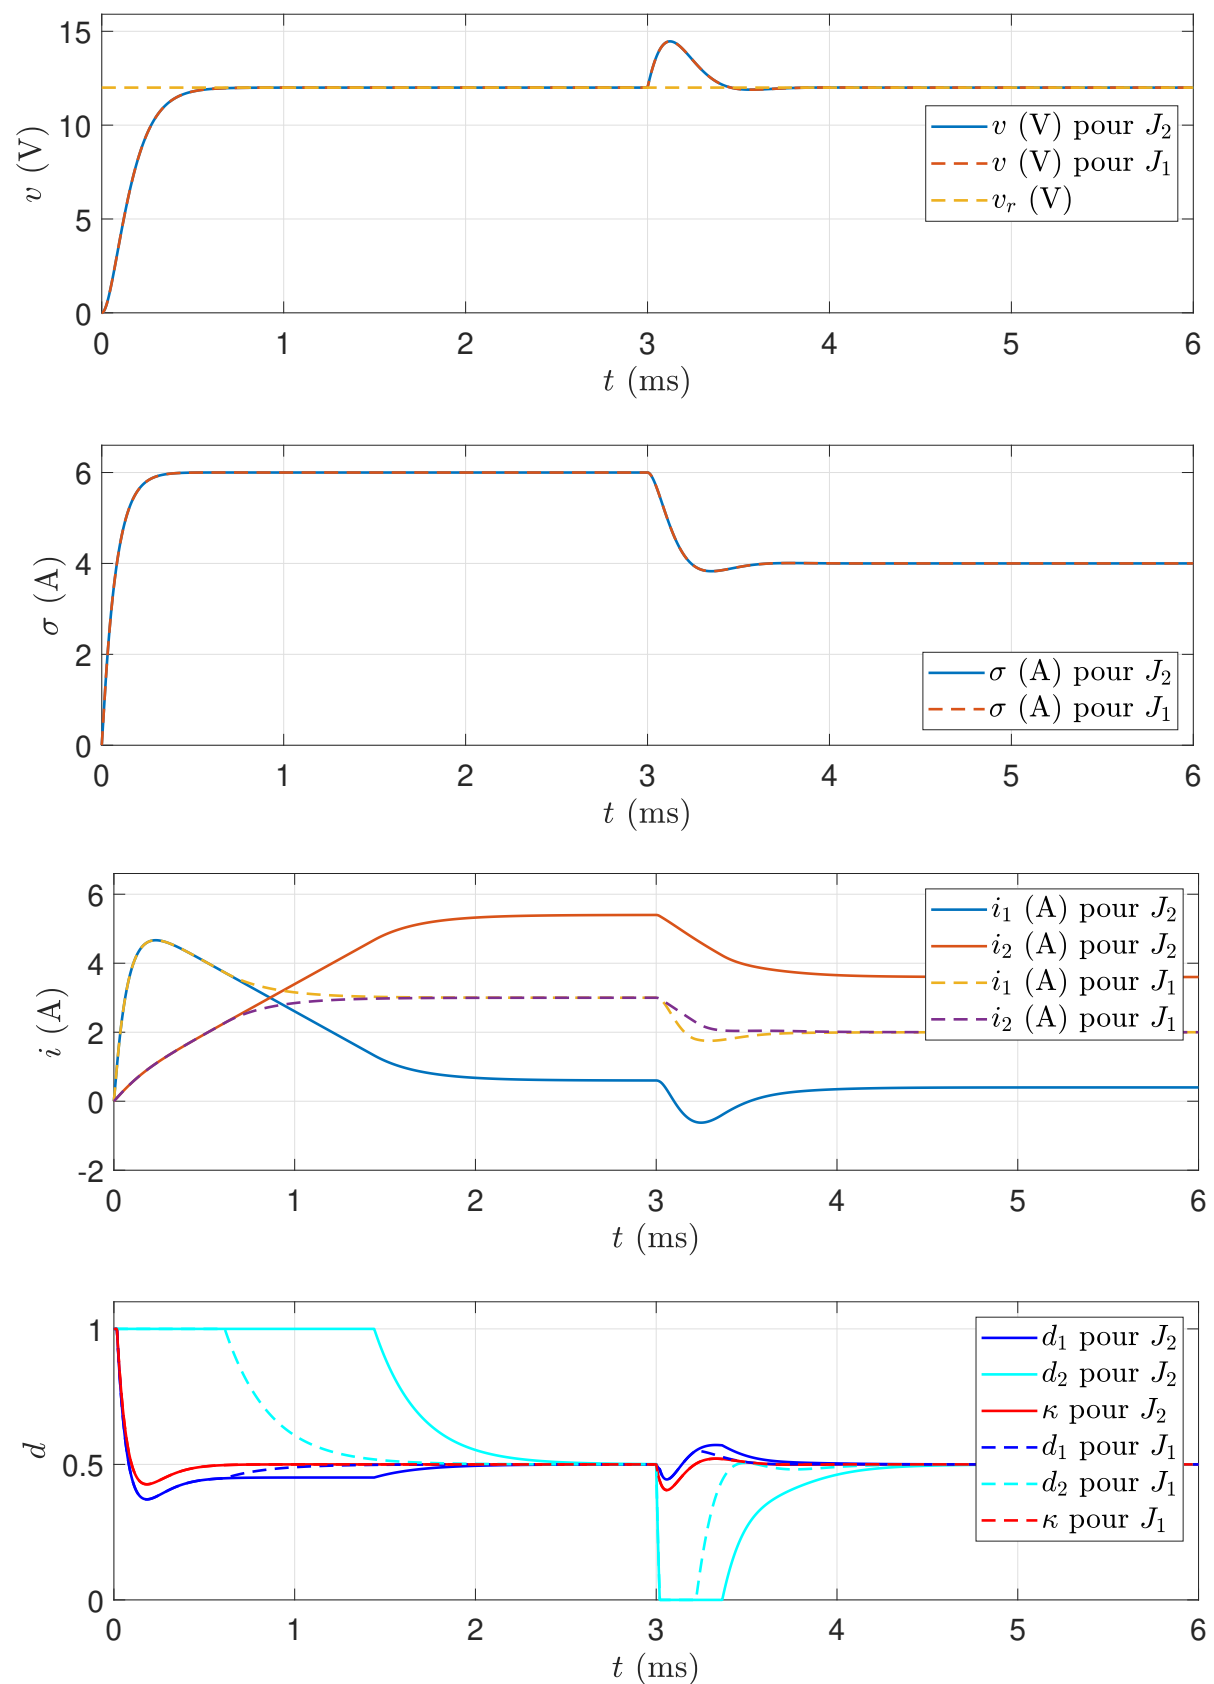 15
10
5
0
v (V)
v (V) pour J₂
v (V) pour J₁
vᵣ (V)
0 1 2 3 4 5 6
t (ms)
6
4
2
0
σ (A)
σ (A) pour J₂
σ (A) pour J₁
0 1 2 3 4 5 6
t (ms)
6
4
2
0
-2
i (A)
i₁ (A) pour J₂
i₂ (A) pour J₂
i₁ (A) pour J₁
i₂ (A) pour J₁
0 1 2 3 4 5 6
t (ms)
1
0.5
0
d
d₁ pour J₂
d₂ pour J₂
κ pour J₂
d₁ pour J₁
d₂ pour J₁
κ pour J₁
0 1 2 3 4 5 6
t (ms)